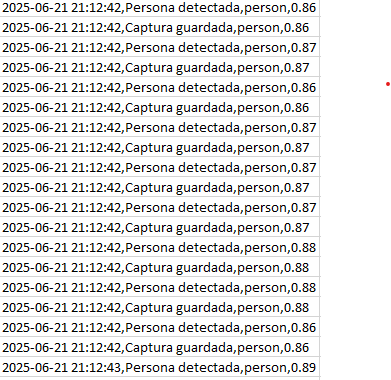 2025-06-21 21:12:42,Persona detectada,person,0.86
2025-06-21 21:12:42,Captura guardada,person,0.86
2025-06-21 21:12:42,Persona detectada,person,0.87
2025-06-21 21:12:42,Captura guardada,person,0.87
2025-06-21 21:12:42,Persona detectada,person,0.86
2025-06-21 21:12:42,Captura guardada,person,0.86
2025-06-21 21:12:42,Persona detectada,person,0.87
2025-06-21 21:12:42,Captura guardada,person,0.87
2025-06-21 21:12:42,Persona detectada,person,0.87
2025-06-21 21:12:42,Captura guardada,person,0.87
2025-06-21 21:12:42,Persona detectada,person,0.87
2025-06-21 21:12:42,Captura guardada,person,0.87
2025-06-21 21:12:42,Persona detectada,person,0.88
2025-06-21 21:12:42,Captura guardada,person,0.88
2025-06-21 21:12:42,Persona detectada,person,0.88
2025-06-21 21:12:42,Captura guardada,person,0.88
2025-06-21 21:12:42,Persona detectada,person,0.86
2025-06-21 21:12:42,Captura guardada,person,0.86
2025-06-21 21:12:43,Persona detectada,person,0.89